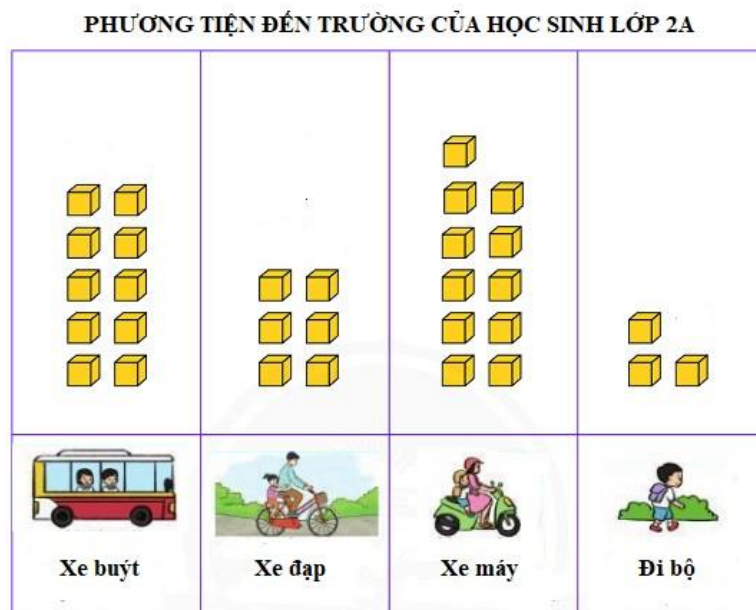 PHƯƠNG TIỆN ĐẾN TRƯỜNG CỦA HỌC SINH LỚP 2A
Xe buýt
Xe đạp
Xe máy
Đi bộ